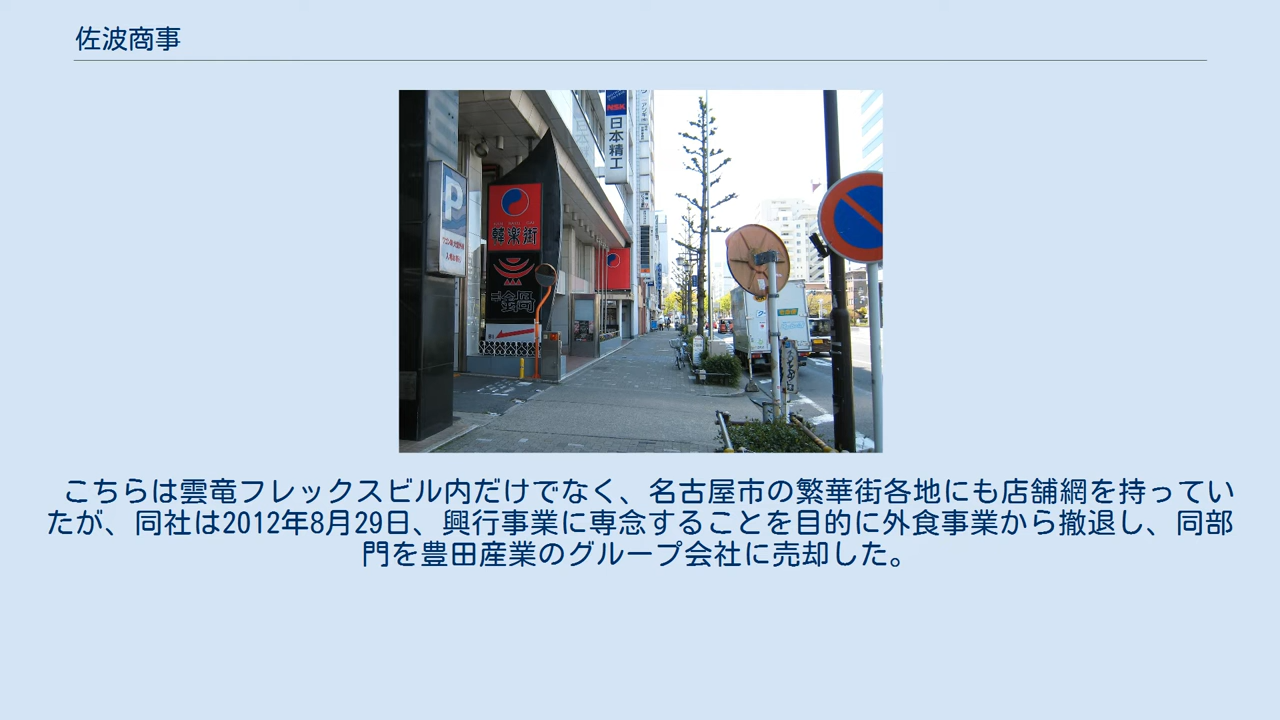 佐波商事
NSK
日本精工
P
韓楽街
鍋
こちらは雲竜フレックスビル内だけでなく、名古屋市の繁華街各地にも店舗網を持ってい
たが、同社は2012年8月29日、興行事業に専念することを目的に外食事業から撤退し、同部
門を豊田産業のグループ会社に売却した。